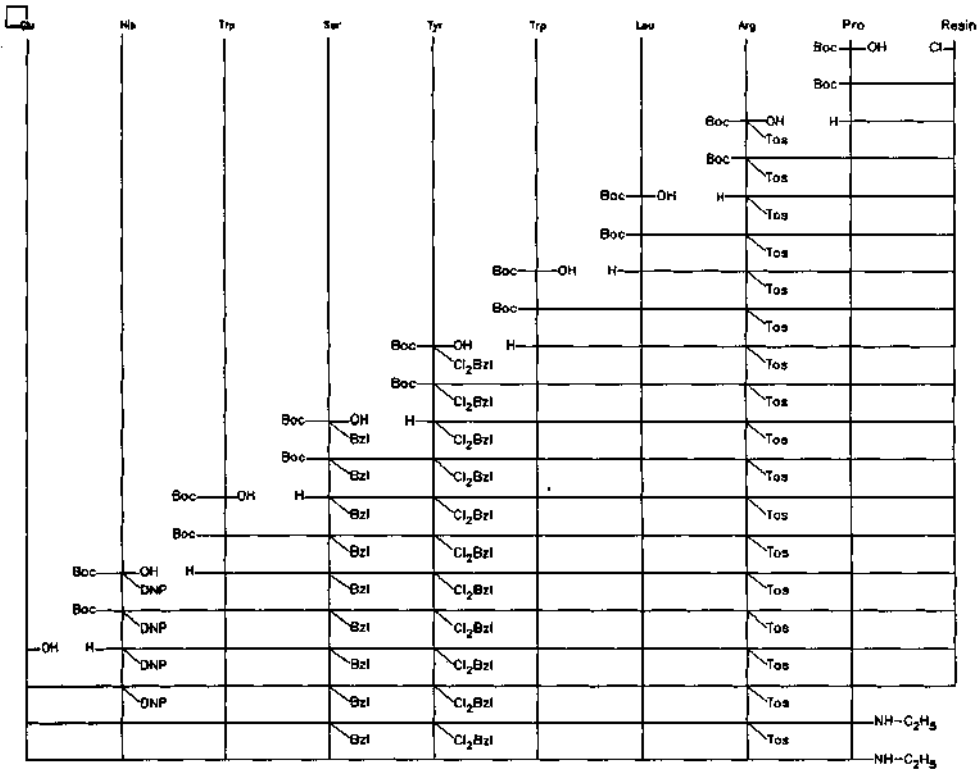 Glu His Trp Ser Tyr Trp Leu Arg Pro Resin
Boc OH Cl
Boc
Boc OH H
Tos
Boc
Tos
Boc OH H
Tos
Boc
Tos
Boc OH H
Tos
Boc
Tos
Boc OH H
Cl₂Bzl Tos
Boc
Cl₂Bzl Tos
Boc OH H
Bzl Cl₂Bzl Tos
Boc
Bzl Cl₂Bzl Tos
Boc OH H
Bzl Cl₂Bzl Tos
Boc
Bzl Cl₂Bzl Tos
Boc OH H
DNP Bzl Cl₂Bzl Tos
Boc
DNP Bzl Cl₂Bzl Tos
OH H
DNP Bzl Cl₂Bzl Tos
DNP Bzl Cl₂Bzl Tos
NH-C₂H₅
Bzl Cl₂Bzl Tos
NH-C₂H₅